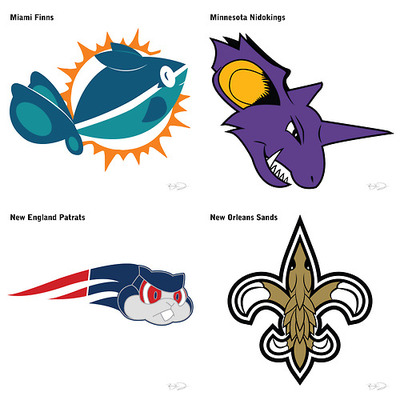 Miami Finns
Minnesota Nidokings
New England Patrats
New Orleans Sands